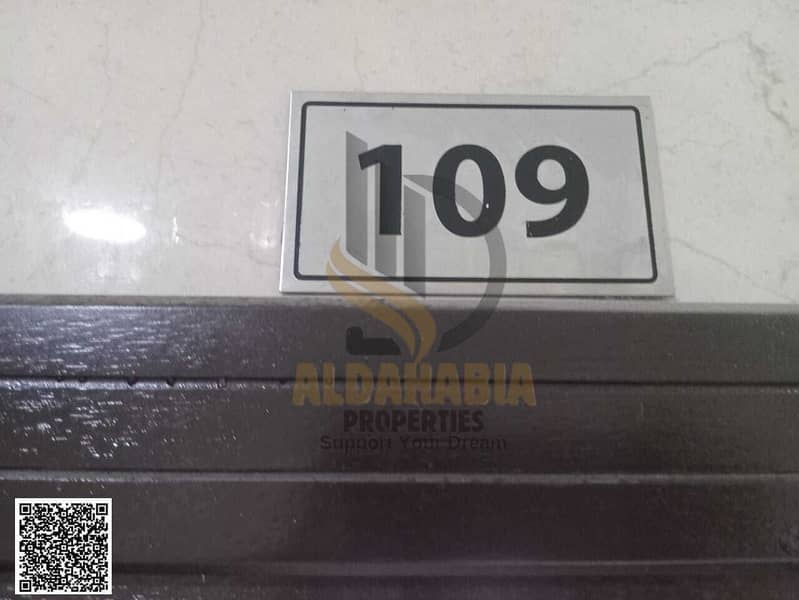 109
ALDAHABIA
PROPERTIES
Support Your Dream